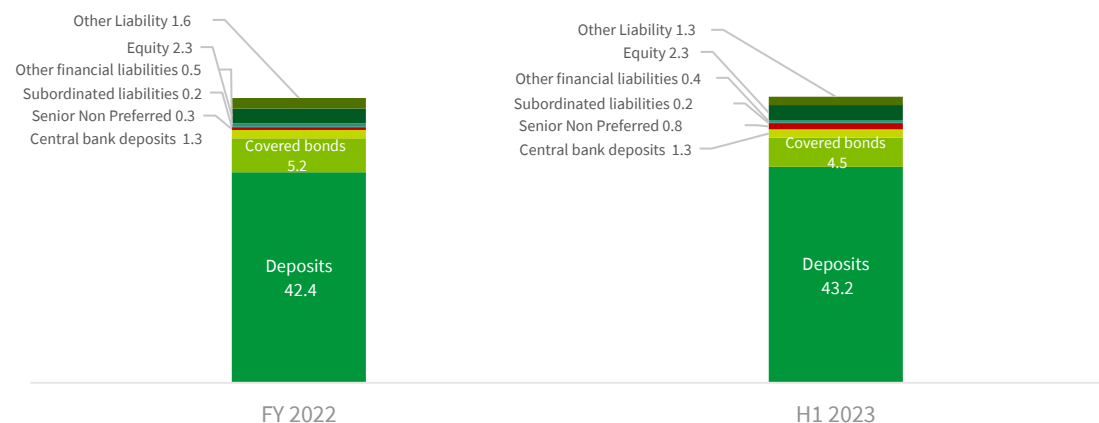 Other Liability 1.6
Equity 2.3
Other financial liabilities 0.5
Subordinated liabilities 0.2
Senior Non Preferred 0.3
Central bank deposits 1.3
Covered bonds
5.2
Deposits
42.4
FY 2022
Other Liability 1.3
Equity 2.3
Other financial liabilities 0.4
Subordinated liabilities 0.2
Senior Non Preferred 0.8
Central bank deposits 1.3
Covered bonds
4.5
Deposits
43.2
H1 2023